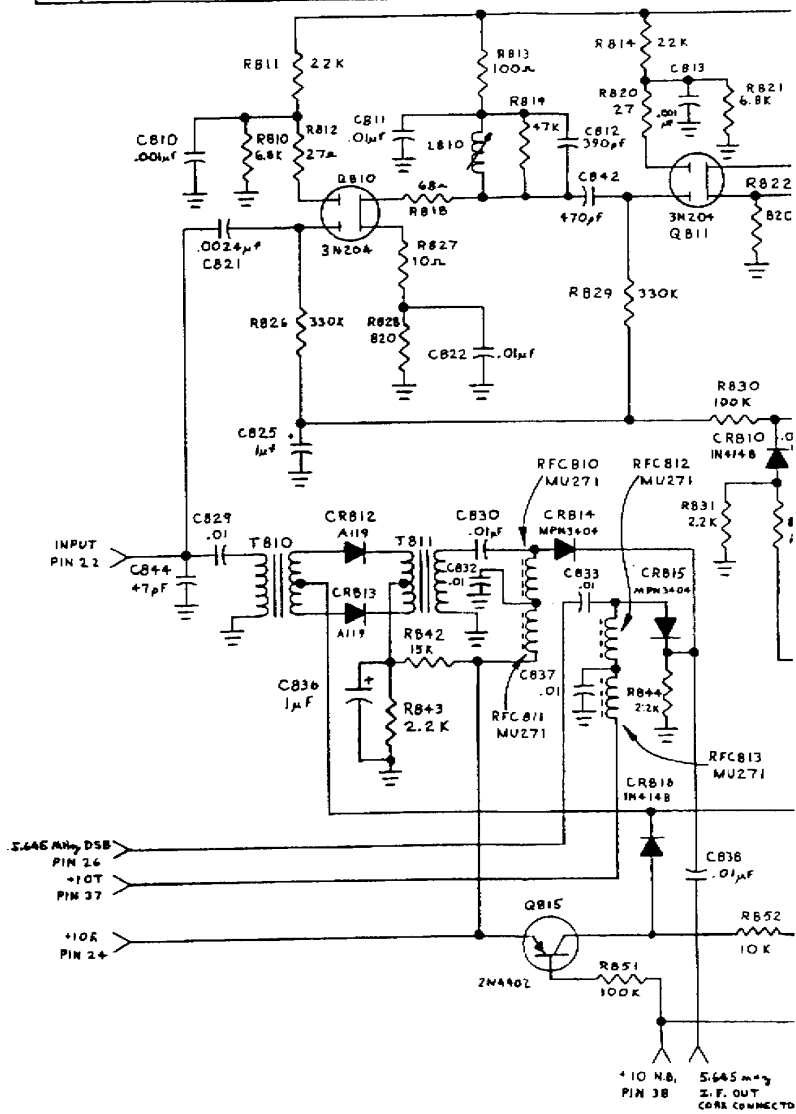 R811
22K
R813
100Ω
R814
22K
C813
.001
µF
R820
27
R821
6.8K
C810
.001µF
R810
6.8K
R812
27Ω
C811
.01µF
L810
R814
47K
C812
390pF
Q810
3N204
68Ω
R818
C842
470pF
3N204
Q811
R822
820
.0024µF
C821
R827
10Ω
R826
330K
R828
820
C822
.01µF
R829
330K
C825
+
1µF
R830
100K
CR810
1N4148
R831
2.2K
INPUT
PIN 22
C844
47pF
C829
.01
T810
CR812
A119
CR813
A119
T811
C830
.01µF
C832
.01
RFC810
MU271
CR814
MPN3404
RFC812
MU271
C833
.01
CR815
MPN3404
R842
15K
C836
1µF
+
R843
2.2K
C837
.01
RFC811
MU271
R844
2.2K
RFC813
MU271
CR818
1N4148
5.645 MHz DSB
PIN 26
+10T
PIN 37
+10R
PIN 24
Q815
2N4402
C838
.01µF
R852
10K
R851
100K
+10 N.B.
PIN 38
5.645 MHz
I.F. OUT
COAX CONNECTO